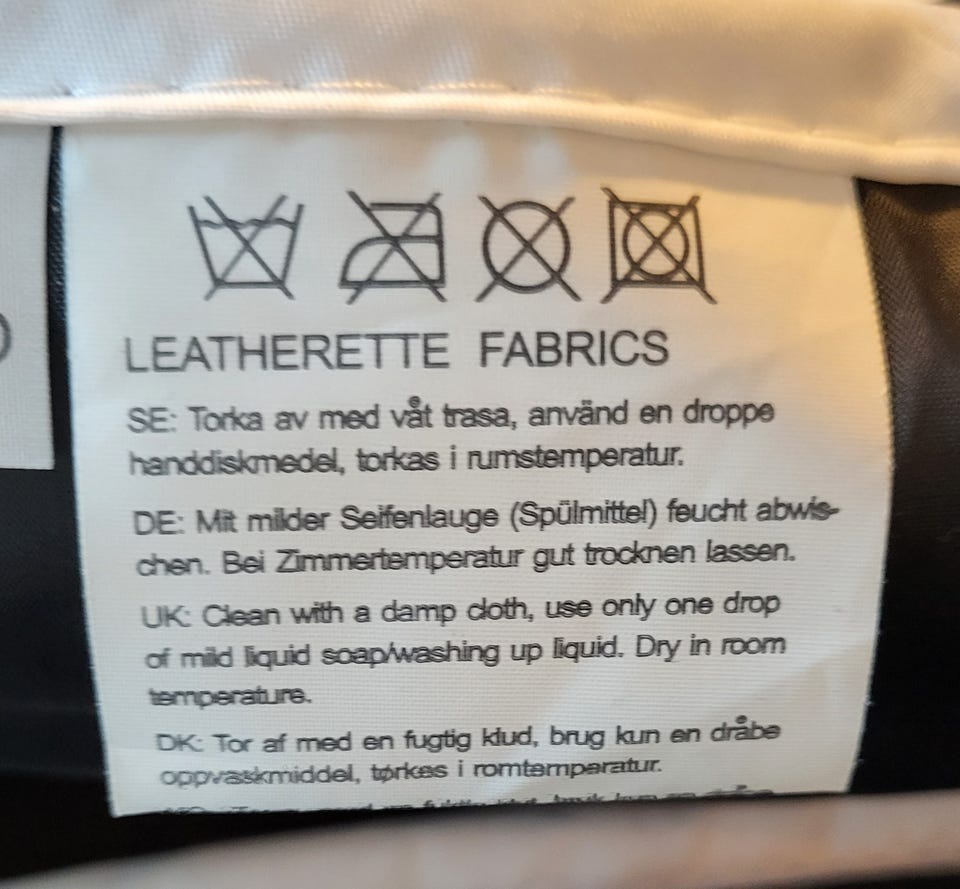 LEATHERETTE FABRICS
SE: Torka av med våt trasa, använd en droppe
handdiskmedel, torkas i rumstemperatur.
DE: Mit milder Seifenlauge (Spülmittel) feucht abwis-
chen. Bei Zimmertemperatur gut trocknen lassen.
UK: Clean with a damp cloth, use only one drop
of mild liquid soap/washing up liquid. Dry in room
temperature.
DK: Tor af med en fugtig klud, brug kun en dråbe
oppvaskmiddel, tørkes i romtemperatur.